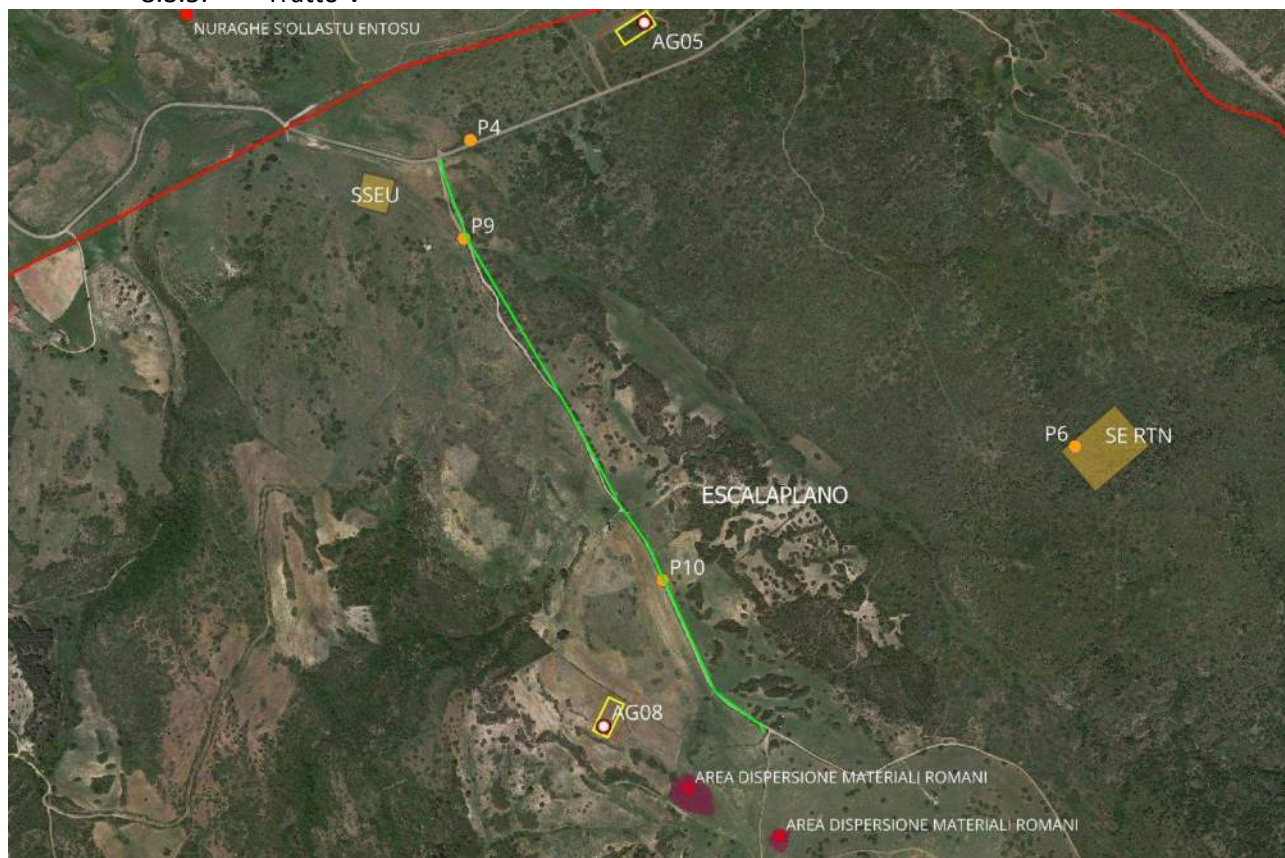 NURAGHE S'OLLASTU ENTOSU
AG05
P4
SSEU
P9
P6
SE RTN
ESCALAPLANO
P10
AG08
AREA DISPERSIONE MATERIALI ROMANI
AREA DISPERSIONE MATERIALI ROMANI